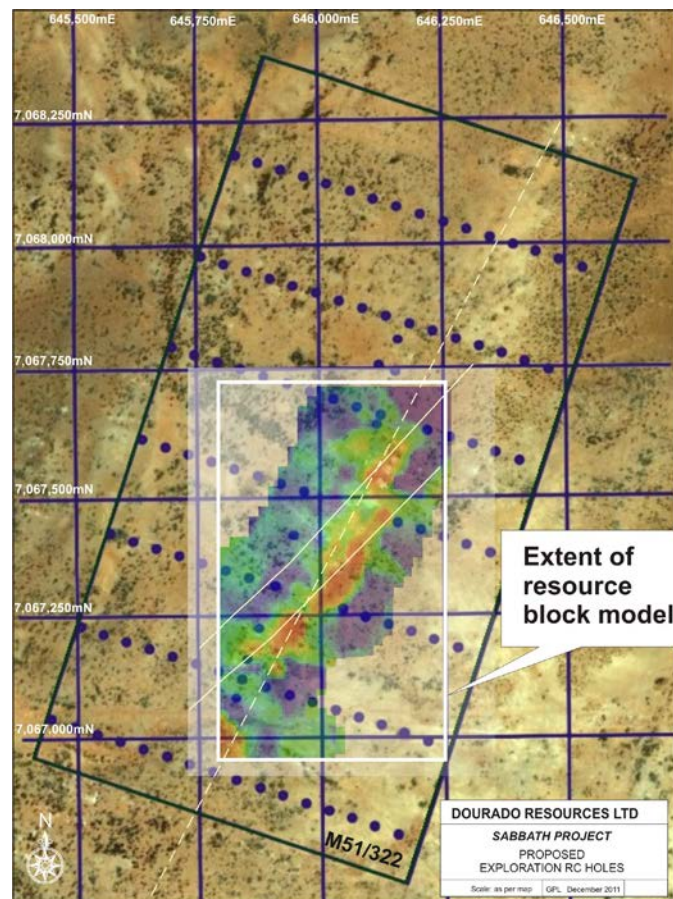 645,500mE
645,750mE
646,000mE
646,250mE
646,500mE
7,068,250mN
7,068,000mN
7,067,750mN
7,067,500mN
7,067,250mN
7,067,000mN
Extent of
resource
block model
M51/322
N
DOURADO RESOURCES LTD
SABBATH PROJECT
PROPOSED
EXPLORATION RC HOLES
Scale: as per map
GPL December 2011